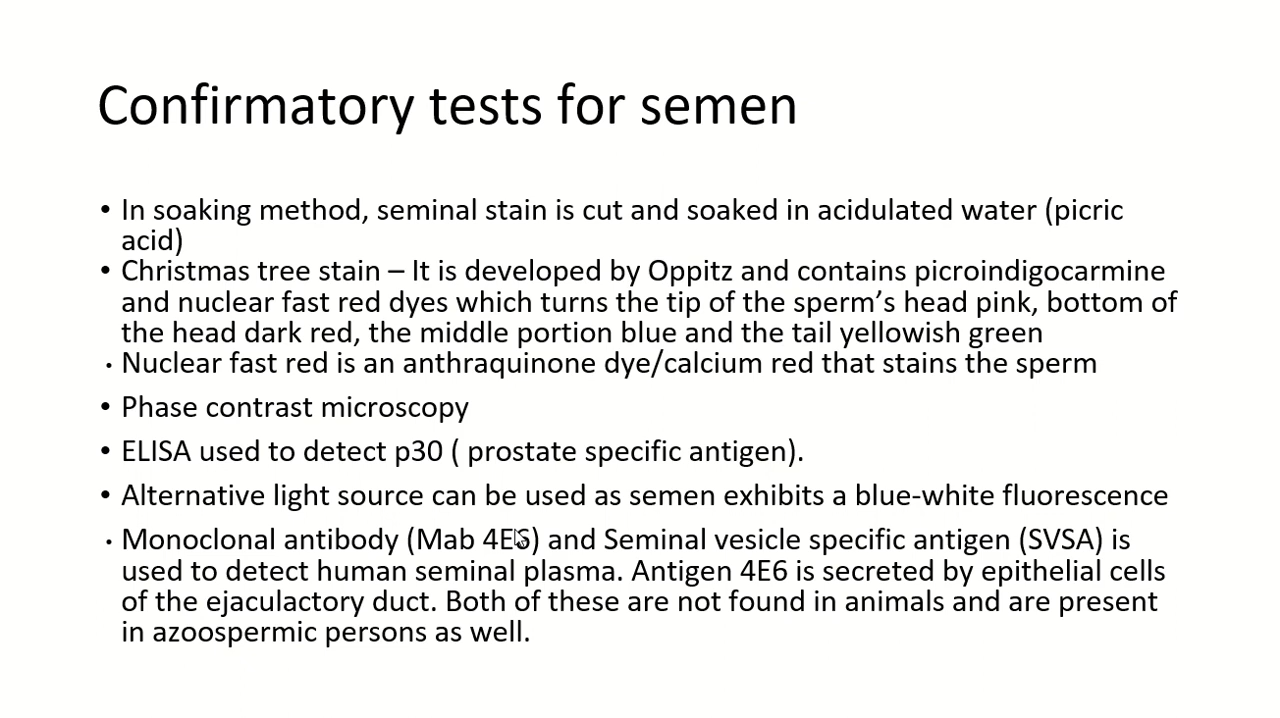 Confirmatory tests for semen
• In soaking method, seminal stain is cut and soaked in acidulated water (picric
acid)
• Christmas tree stain – It is developed by Oppitz and contains picroindigocarmine
and nuclear fast red dyes which turns the tip of the sperm’s head pink, bottom of
the head dark red, the middle portion blue and the tail yellowish green
• Nuclear fast red is an anthraquinone dye/calcium red that stains the sperm
• Phase contrast microscopy
• ELISA used to detect p30 ( prostate specific antigen).
• Alternative light source can be used as semen exhibits a blue-white fluorescence
• Monoclonal antibody (Mab 4E6) and Seminal vesicle specific antigen (SVSA) is
used to detect human seminal plasma. Antigen 4E6 is secreted by epithelial cells
of the ejaculactory duct. Both of these are not found in animals and are present
in azoospermic persons as well.